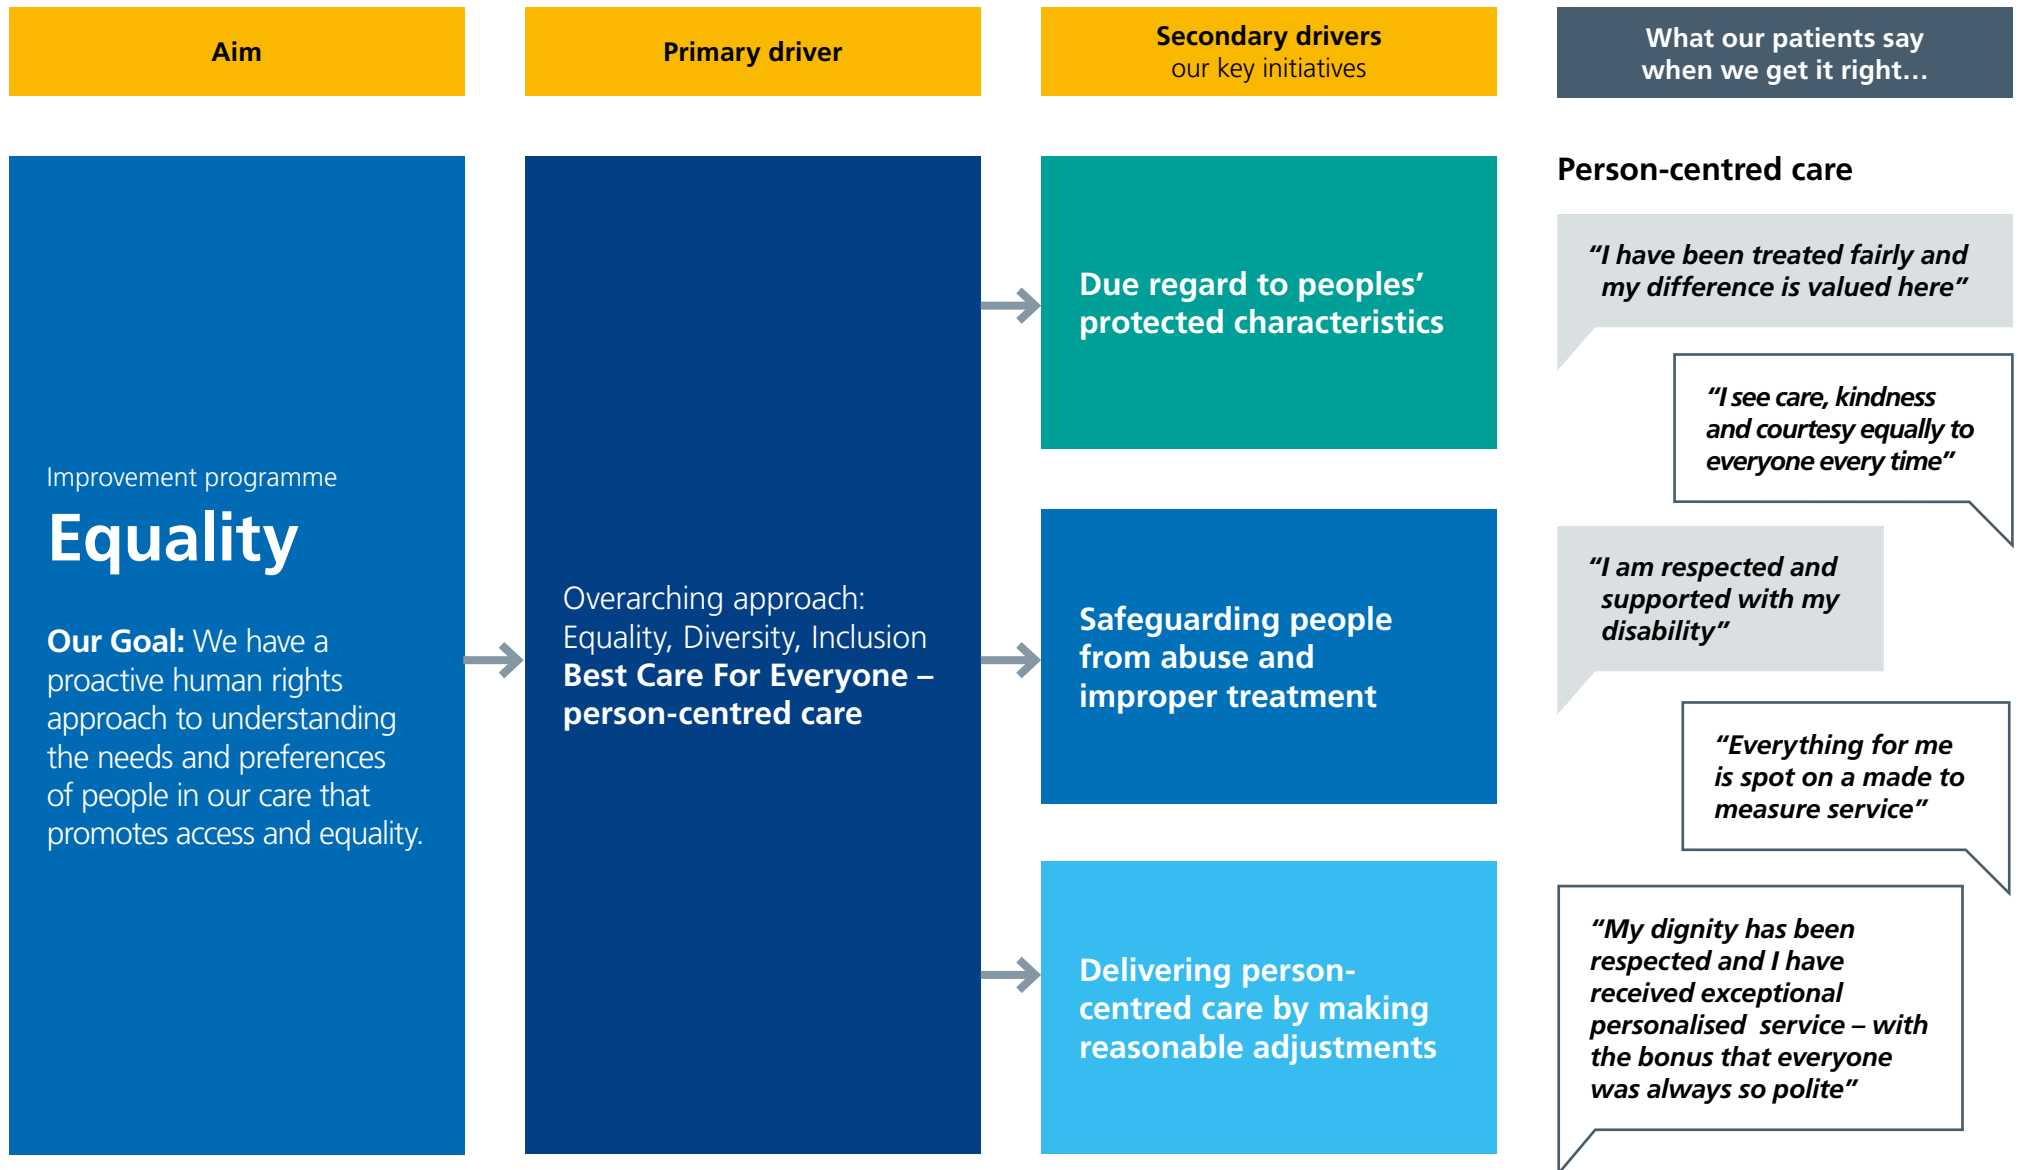 Aim
Primary driver
Secondary drivers
our key initiatives
What our patients say
when we get it right…
Improvement programme
Equality
Our Goal: We have a
proactive human rights
approach to understanding
the needs and preferences
of people in our care that
promotes access and equality.
Overarching approach:
Equality, Diversity, Inclusion
Best Care For Everyone –
person-centred care
Due regard to peoples’
protected characteristics
Safeguarding people
from abuse and
improper treatment
Delivering person-
centred care by making
reasonable adjustments
Person-centred care
“I have been treated fairly and
my difference is valued here”
“I see care, kindness
and courtesy equally to
everyone every time”
“I am respected and
supported with my
disability”
“Everything for me
is spot on a made to
measure service”
“My dignity has been
respected and I have
received exceptional
personalised  service – with
the bonus that everyone
was always so polite”